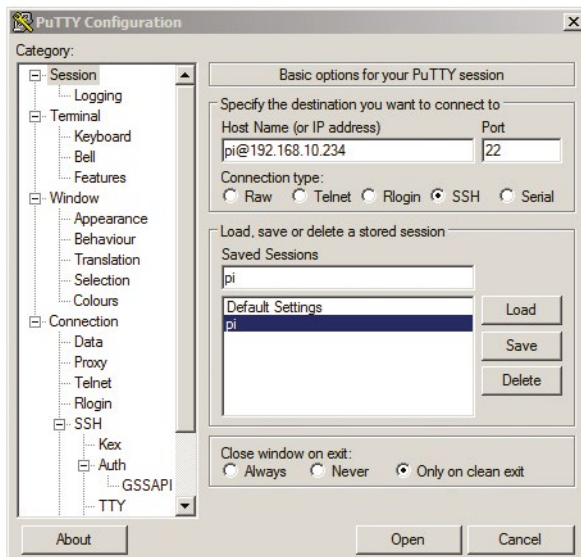 PuTTY Configuration
Category:
Session
Logging
Terminal
Keyboard
Bell
Features
Window
Appearance
Behaviour
Translation
Selection
Colours
Connection
Data
Proxy
Telnet
Rlogin
SSH
Kex
Auth
GSSAPI
TTY
Basic options for your PuTTY session
Specify the destination you want to connect to
Host Name (or IP address) Port
pi@192.168.10.234 22
Connection type:
Raw Telnet Rlogin SSH Serial
Load, save or delete a stored session
Saved Sessions
pi
Default Settings
pi
Load
Save
Delete
Close window on exit:
Always Never Only on clean exit
About Open Cancel